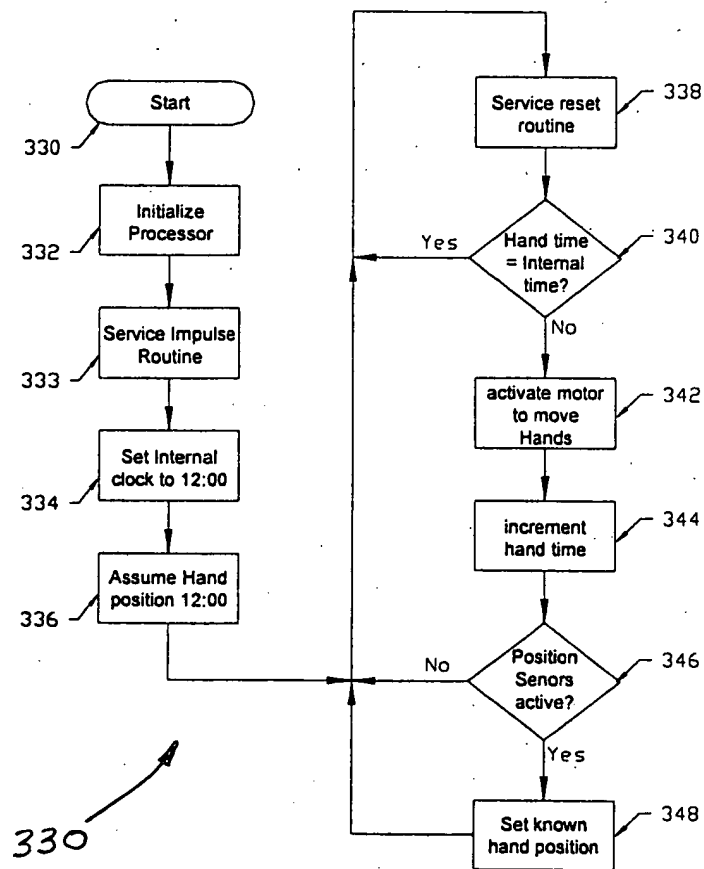 Start
330
Initialize
Processor
332
Service Impulse
Routine
333
Set Internal
clock to 12:00
334
Assume Hand
position 12:00
336
330
Service reset
routine
338
Hand time
= Internal
time?
340
Yes
No
activate motor
to move
Hands
342
increment
hand time
344
Position
Senors
active?
346
No
Yes
Set known
hand position
348